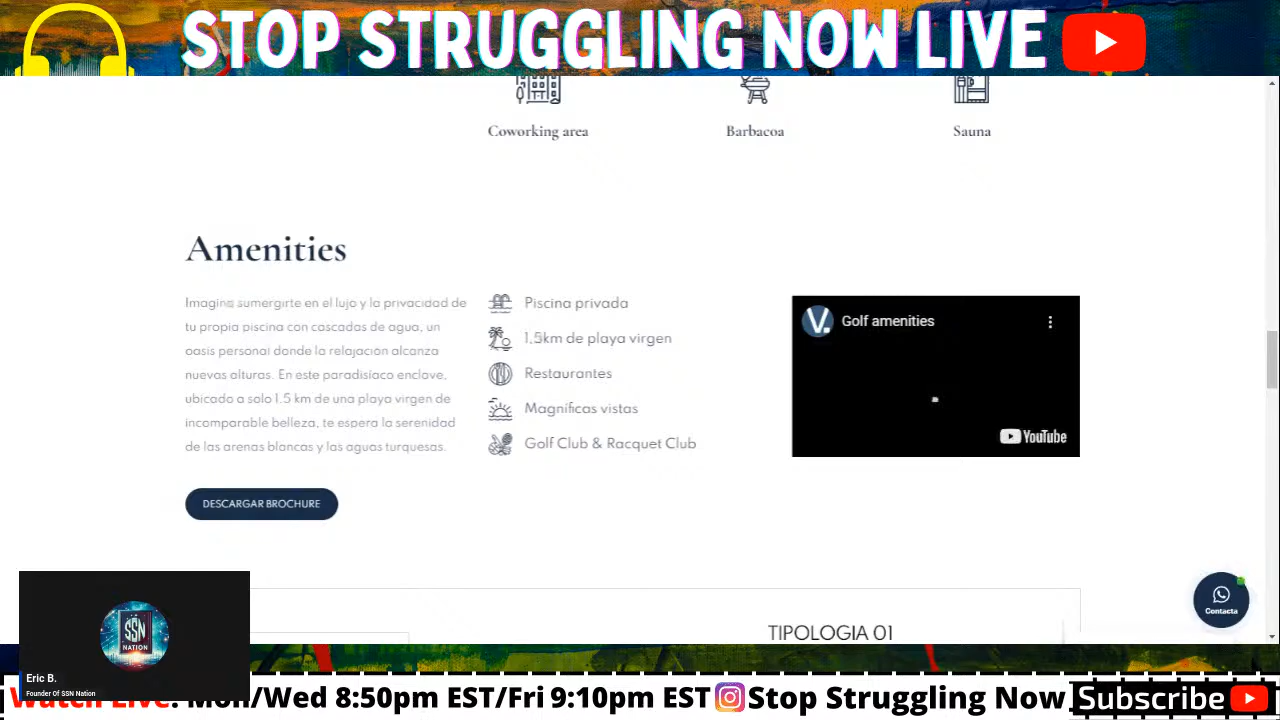 STOP STRUGGLING NOW LIVE
Coworking area
Barbacoa
Sauna
Amenities
Imagina sumergirte en el lujo y la privacidad de
tu propia piscina con cascadas de agua, un
oasis personal donde la relajación alcanza
nuevas alturas. En este paradisíaco enclave,
ubicado a solo 1.5 km de una playa virgen de
incomparable belleza, te espera la serenidad
de las arenas blancas y las aguas turquesas.
DESCARGAR BROCHURE
Piscina privada
1,5km de playa virgen
Restaurantes
Magníficas vistas
Golf Club & Racquet Club
V.
Golf amenities
YouTube
Contacta
TIPOLOGIA 01
SSN
NATION
Eric B.
Founder Of SSN Nation
Watch Live: Mon/Wed 8:50pm EST/Fri 9:10pm EST
Stop Struggling Now
Subscribe